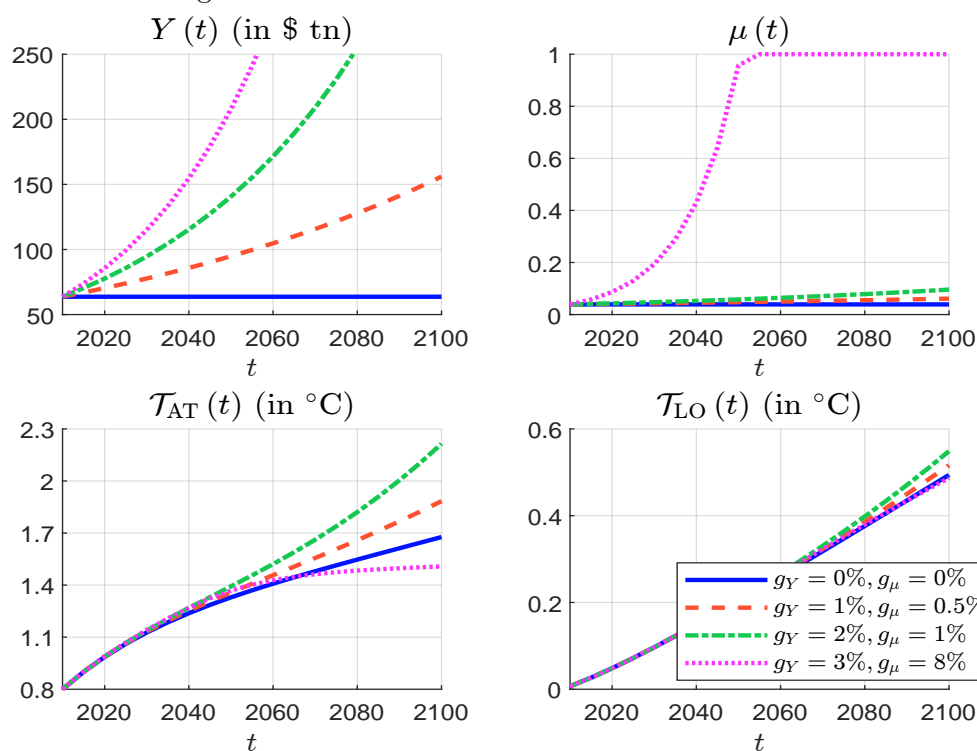 Y (t) (in $ tn)
250
200
150
100
50
2020 2040 2060 2080 2100
t
μ (t)
1
0.8
0.6
0.4
0.2
0
2020 2040 2060 2080 2100
t
𝒯AT (t) (in °C)
2.3
2
1.7
1.4
1.1
0.8
2020 2040 2060 2080 2100
t
𝒯LO (t) (in °C)
0.6
0.4
0.2
0
gY = 0%, gμ = 0%
gY = 1%, gμ = 0.5%
gY = 2%, gμ = 1%
gY = 3%, gμ = 8%
2020 2040 2060 2080 2100
t